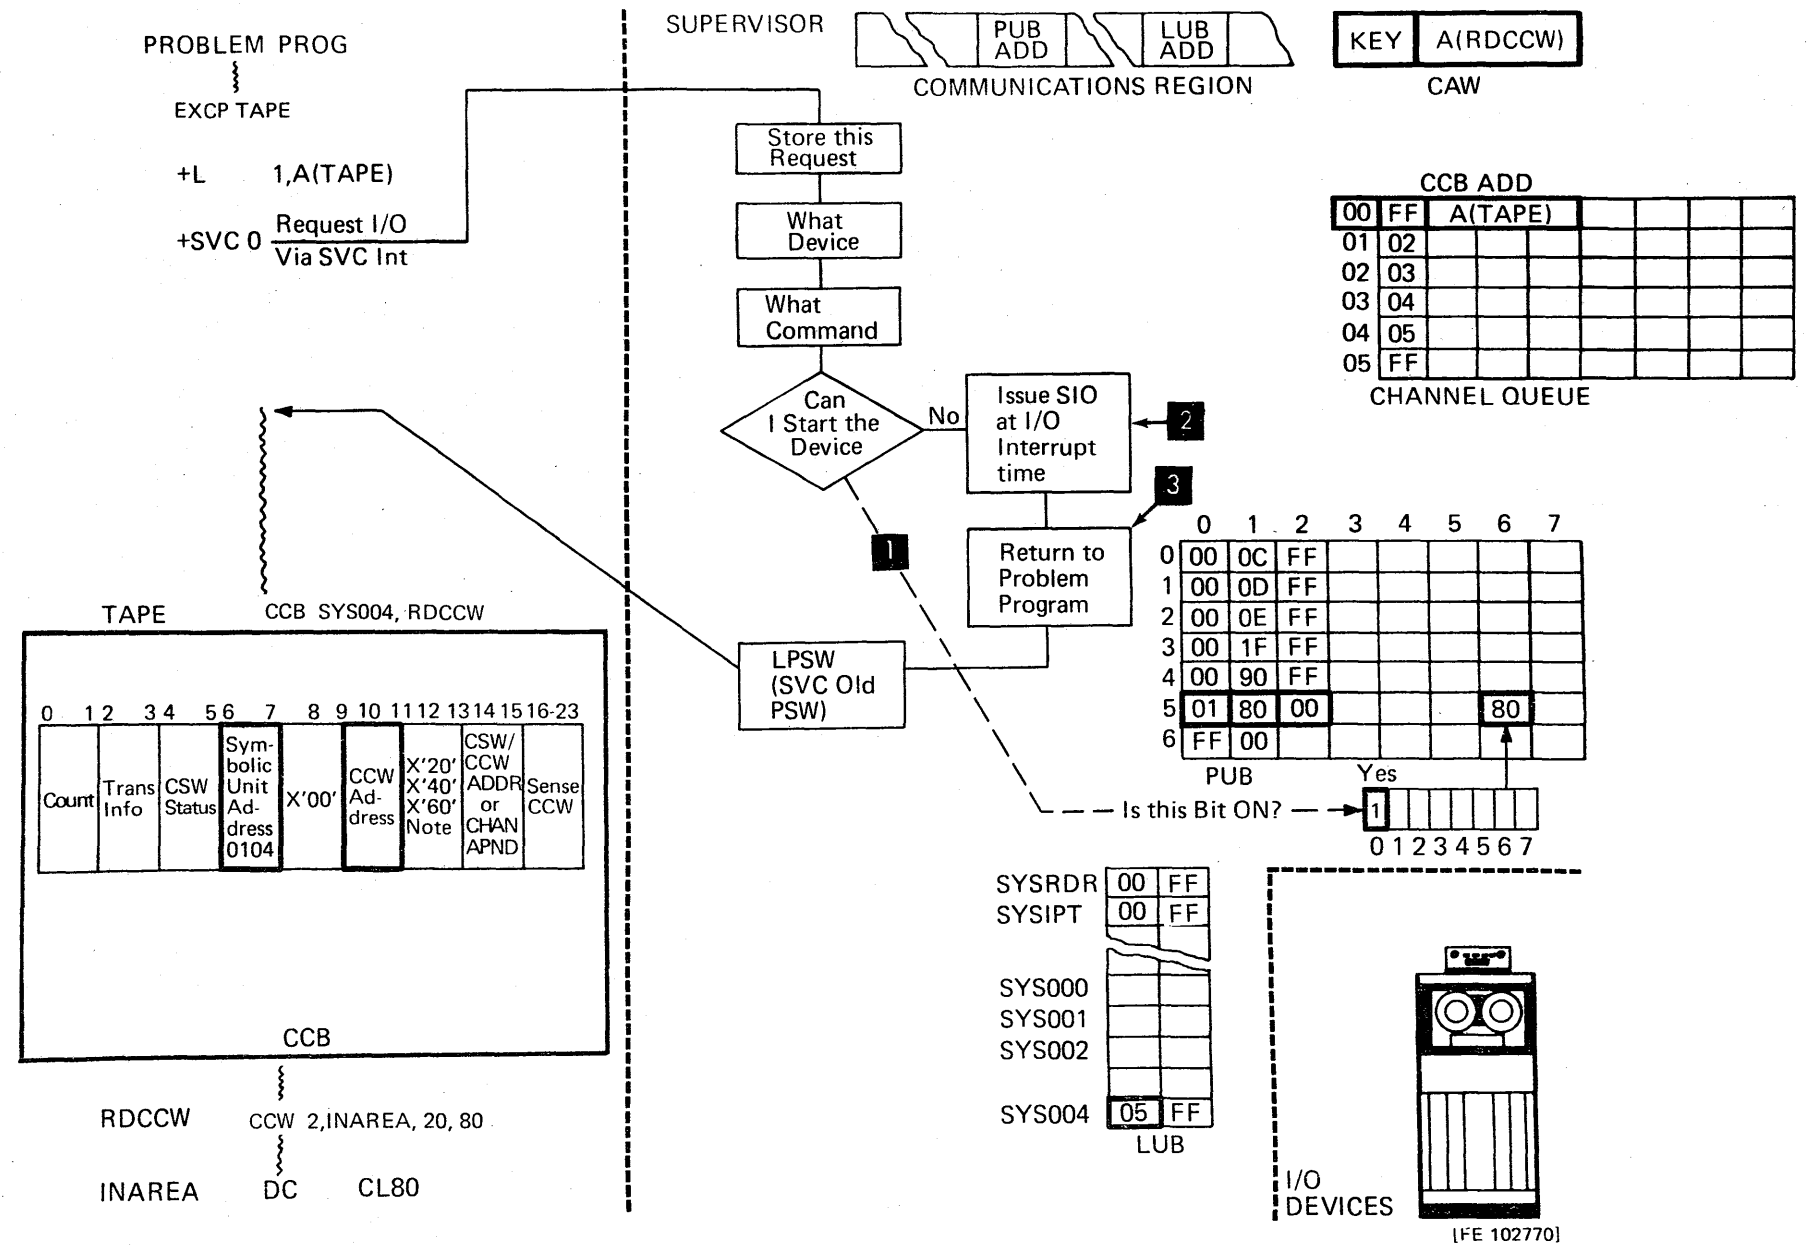 PROBLEM PROG
EXCP TAPE
+L 1,A(TAPE)
+SVC 0 Request I/O
Via SVC Int
SUPERVISOR
PUB
ADD
LUB
ADD
COMMUNICATIONS REGION
KEY A(RDCCW)
CAW
Store this
Request
What
Device
What
Command
Can
I Start the
Device
No
Issue SIO
at I/O
Interrupt
time
2
3
1
Return to
Problem
Program
LPSW
(SVC Old
PSW)
CCB ADD
00 FF A(TAPE)
01 02
02 03
03 04
04 05
05 FF
CHANNEL QUEUE
0 1 2 3 4 5 6 7
0 00 0C FF
1 00 0D FF
2 00 0E FF
3 00 1F FF
4 00 90 FF
5 01 80 00 80
6 FF 00
PUB
Yes
Is this Bit ON?
1
0 1 2 3 4 5 6 7
TAPE CCB SYS004, RDCCW
0 1 2 3 4 5 6 7 8 9 10 11 12 13 14 15 16-23
Count
Trans
Info
CSW
Status
Sym-
bolic
Unit
Ad-
dress
0104
X'00'
CCW
Ad-
dress
X'20'
X'40'
X'60'
Note
CSW/
CCW
ADDR
or
CHAN
APND
Sense
CCW
CCB
RDCCW CCW 2,INAREA, 20, 80
INAREA DC CL80
SYSRDR 00 FF
SYSIPT 00 FF
SYS000
SYS001
SYS002
SYS004 05 FF
LUB
I/O
DEVICES
[FE 102770]